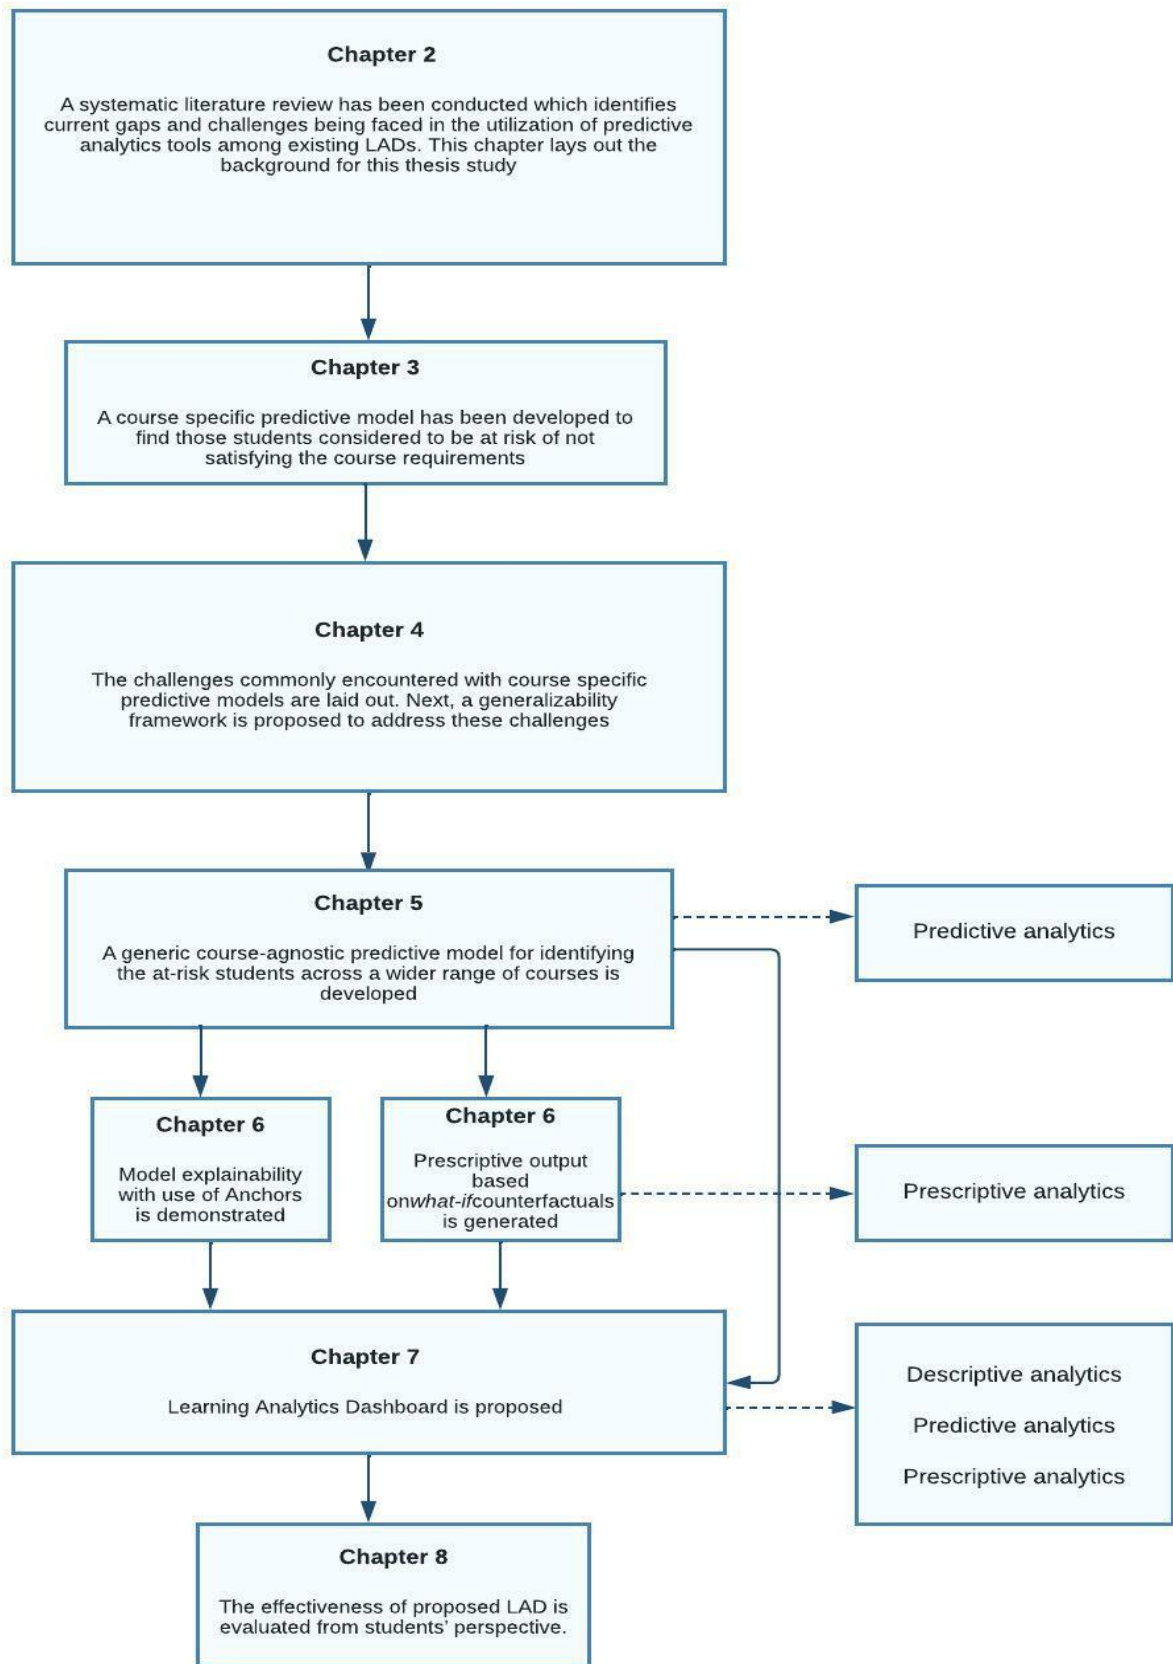 Chapter 2
A systematic literature review has been conducted which identifies
current gaps and challenges being faced in the utilization of predictive
analytics tools among existing LADs. This chapter lays out the
background for this thesis study
Chapter 3
A course specific predictive model has been developed to
find those students considered to be at risk of not
satisfying the course requirements
Chapter 4
The challenges commonly encountered with course specific
predictive models are laid out. Next, a generalizability
framework is proposed to address these challenges
Chapter 5
A generic course-agnostic predictive model for identifying
the at-risk students across a wider range of courses is
developed
Predictive analytics
Chapter 6
Model explainability
with use of Anchors
is demonstrated
Chapter 6
Prescriptive output
based
onwhat-ifcounterfactuals
is generated
Prescriptive analytics
Chapter 7
Learning Analytics Dashboard is proposed
Descriptive analytics
Predictive analytics
Prescriptive analytics
Chapter 8
The effectiveness of proposed LAD is
evaluated from students’ perspective.